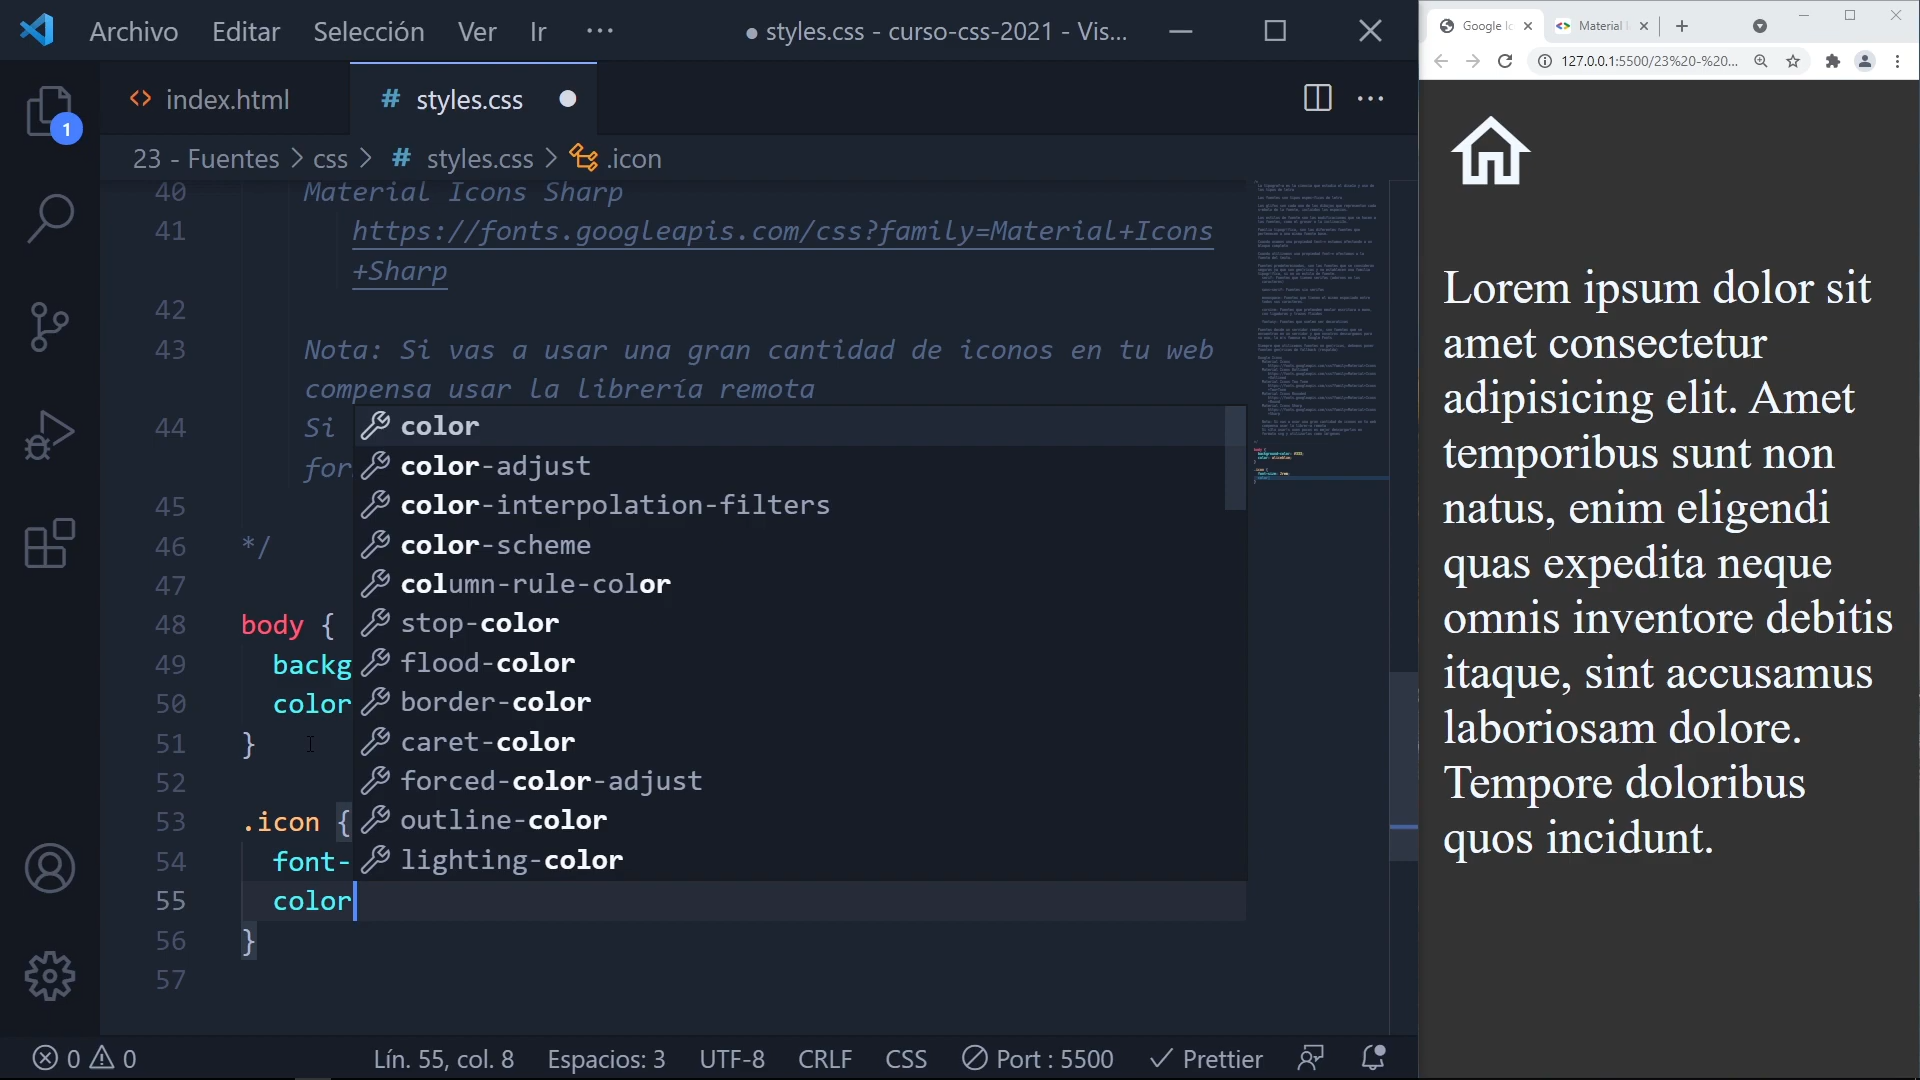 Archivo Editar Selección Ver Ir ··· ● styles.css - curso-css-2021 - Vis...
index.html # styles.css
1
23 - Fuentes > css > # styles.css > .icon
40 Material Icons Sharp
41 https://fonts.googleapis.com/css?family=Material+Icons
+Sharp
42
43 Nota: Si vas a usar una gran cantidad de iconos en tu web
compensa usar la librería remota
44 Si
for
45
46 */
47
48 body {
49 backg
50 color
51 }
52
53 .icon {
54 font-
55 color
56 }
57
color
color-adjust
color-interpolation-filters
color-scheme
column-rule-color
stop-color
flood-color
border-color
caret-color
forced-color-adjust
outline-color
lighting-color
0 0 Lín. 55, col. 8 Espacios: 3 UTF-8 CRLF CSS Port : 5500 Prettier
Google Ic Material
127.0.0.1:5500/23%20-%20...
Lorem ipsum dolor sit
amet consectetur
adipisicing elit. Amet
temporibus sunt non
natus, enim eligendi
quas expedita neque
omnis inventore debitis
itaque, sint accusamus
laboriosam dolore.
Tempore doloribus
quos incidunt.